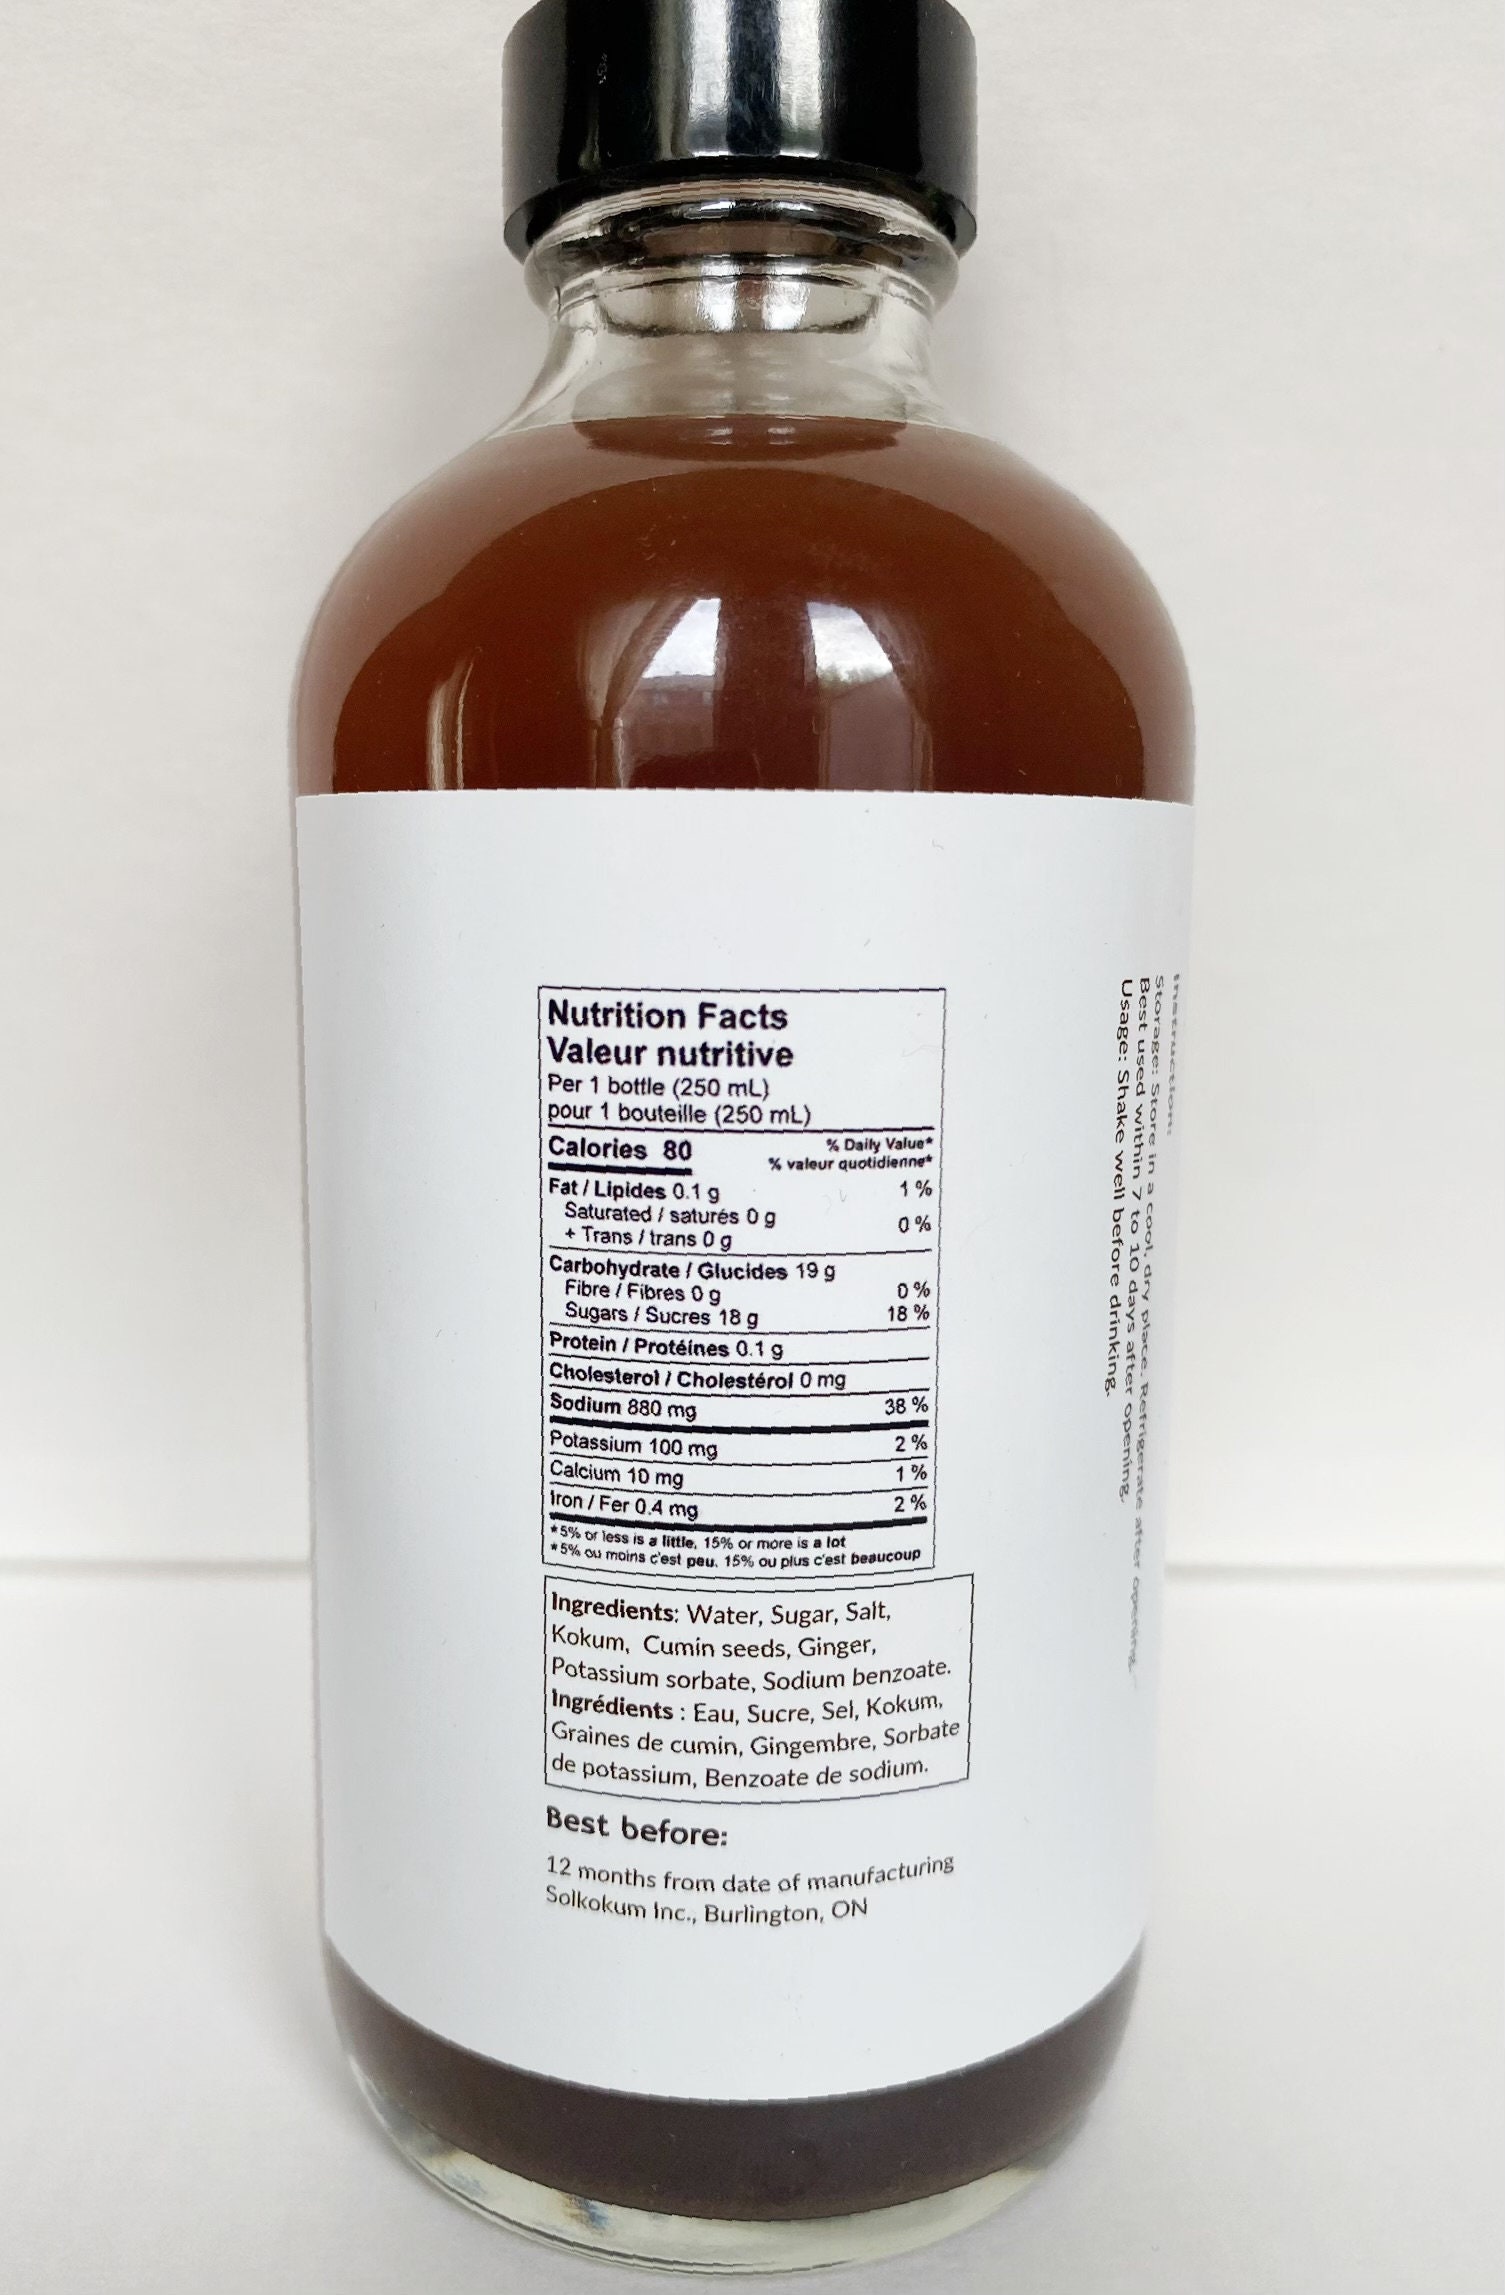 Nutrition Facts
Valeur nutritive
Per 1 bottle (250 mL)
pour 1 bouteille (250 mL)
Calories 80
% Daily Value*
% valeur quotidienne*
Fat / Lipides 0.1 g 1 %
Saturated / saturés 0 g
+ Trans / trans 0 g
0 %
Carbohydrate / Glucides 19 g
Fibre / Fibres 0 g 0 %
Sugars / Sucres 18 g 18 %
Protein / Protéines 0.1 g
Cholesterol / Cholestérol 0 mg
Sodium 880 mg 38 %
Potassium 100 mg 2 %
Calcium 10 mg 1 %
Iron / Fer 0.4 mg 2 %
*5% or less is a little, 15% or more is a lot
*5% ou moins c'est peu, 15% ou plus c'est beaucoup
Ingredients: Water, Sugar, Salt,
Kokum, Cumin seeds, Ginger,
Potassium sorbate, Sodium benzoate.
Ingrédients : Eau, Sucre, Sel, Kokum,
Graines de cumin, Gingembre, Sorbate
de potassium, Benzoate de sodium.
Best before:
12 months from date of manufacturing
Solkokum Inc., Burlington, ON
Instructions:
Storage: Store in a cool, dry place. Refrigerate after opening.
Best used within 7 to 10 days after opening.
Usage: Shake well before drinking.